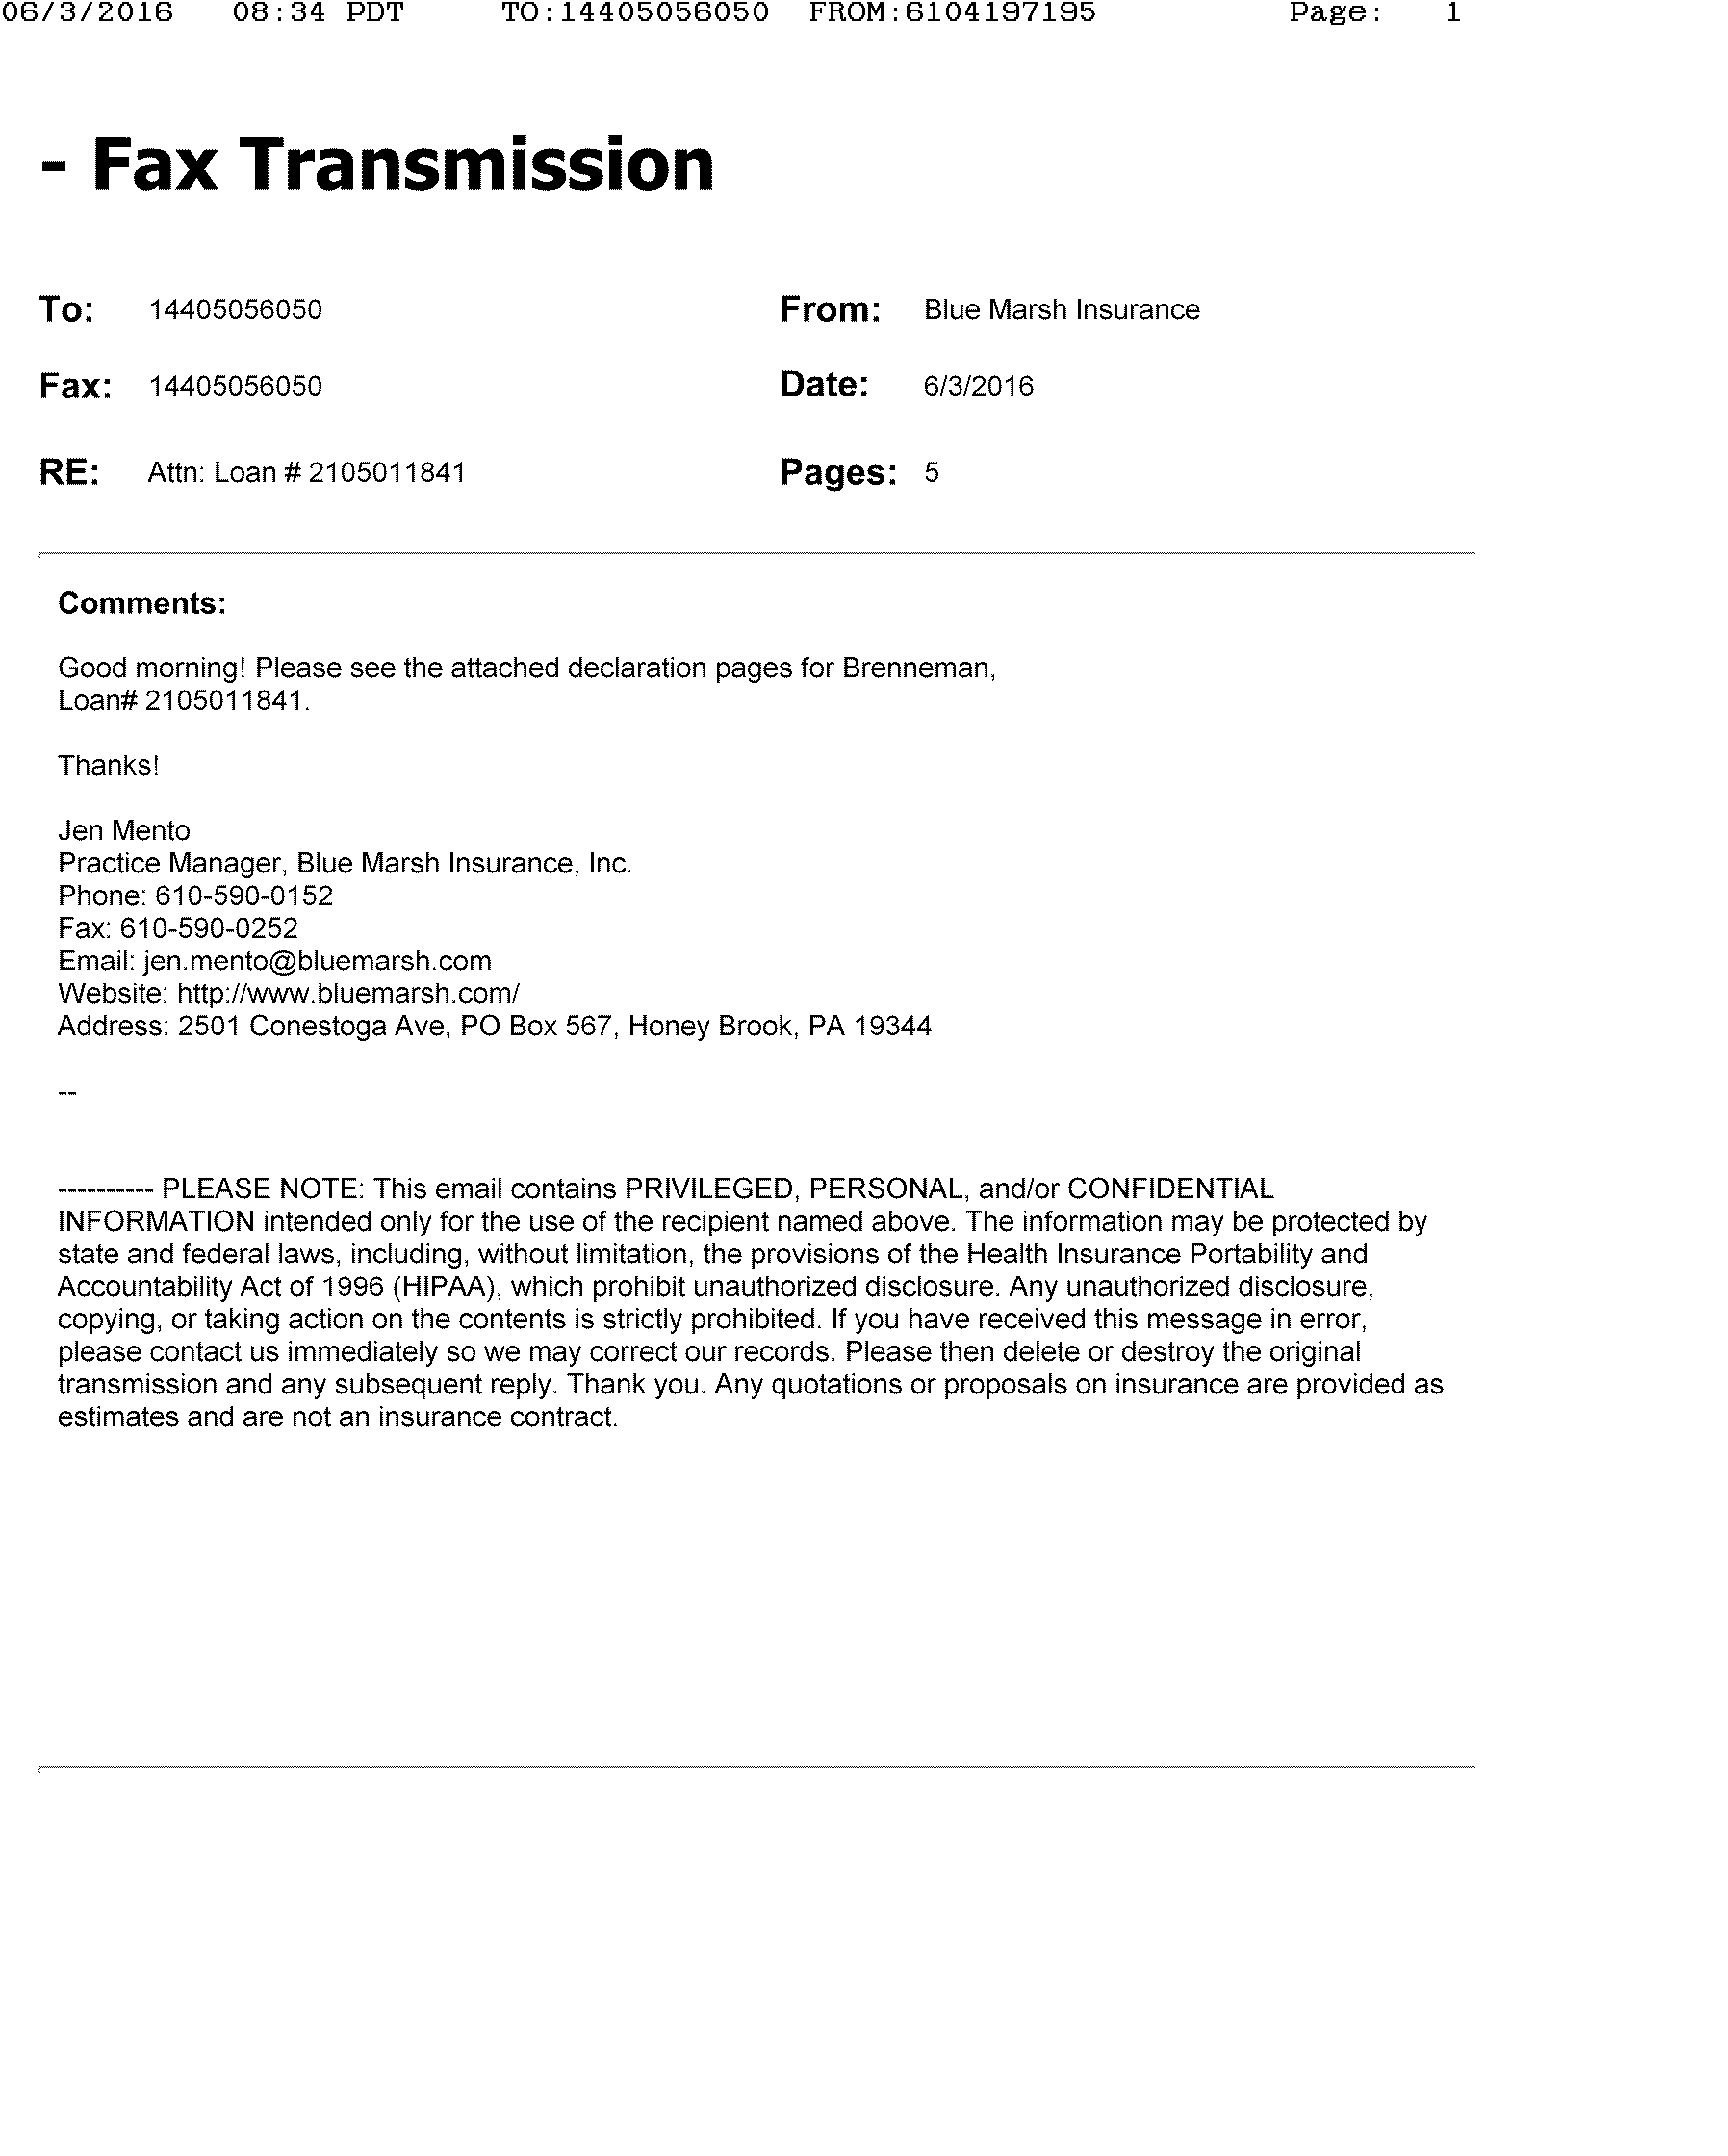 06/3/2016 08:34 PDT TO:14405056050 FROM:6104197195 Page: 1
- Fax Transmission
To: 14405056050 From: Blue Marsh Insurance
Fax: 14405056050 Date: 6/3/2016
RE: Attn: Loan # 2105011841 Pages: 5
Comments:
Good morning! Please see the attached declaration pages for Brenneman,
Loan# 2105011841.
Thanks!
Jen Mento
Practice Manager, Blue Marsh Insurance, Inc.
Phone: 610-590-0152
Fax: 610-590-0252
Email: jen.mento@bluemarsh.com
Website: http://www.bluemarsh.com/
Address: 2501 Conestoga Ave, PO Box 567, Honey Brook, PA 19344
--
---------- PLEASE NOTE: This email contains PRIVILEGED, PERSONAL, and/or CONFIDENTIAL
INFORMATION intended only for the use of the recipient named above. The information may be protected by
state and federal laws, including, without limitation, the provisions of the Health Insurance Portability and
Accountability Act of 1996 (HIPAA), which prohibit unauthorized disclosure. Any unauthorized disclosure,
copying, or taking action on the contents is strictly prohibited. If you have received this message in error,
please contact us immediately so we may correct our records. Please then delete or destroy the original
transmission and any subsequent reply. Thank you. Any quotations or proposals on insurance are provided as
estimates and are not an insurance contract.